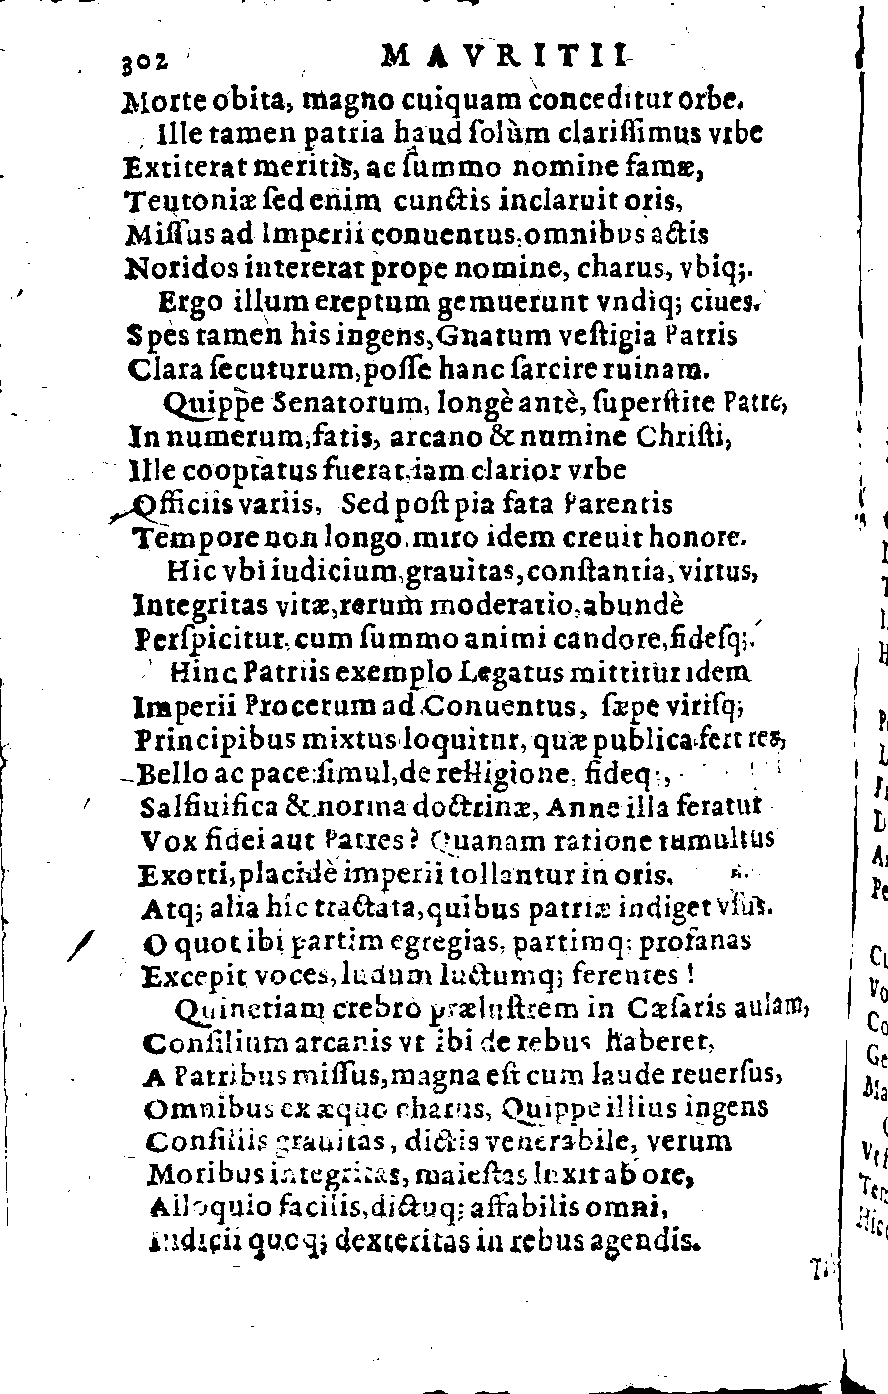 302 MAVRITII
Morte obita, magno cuiquam conceditur orbe.
Ille tamen patria haud ſolùm clariſſimus vrbe
Extiterat meritis, ac ſummo nomine famæ,
Teutoniæ ſed enim cunctis inclaruit oris,
Miſſus ad Imperii conuentus, omnibus actis
Noridos intererat prope nomine, charus, vbiq;.
Ergo illum ereptum gemuerunt vndiq; ciues.
Spes tamen his ingens, Gnatum veſtigia Patris
Clara ſecuturum, poſſe hanc ſarcire ruinam.
Quippe Senatorum, longè antè, ſuperſtite Patre,
In numerum, fatis, arcano & numine Chriſti,
Ille cooptatus fuerat, iam clarior vrbe
Officiis variis, Sed poſt pia fata Parentis
Tempore non longo, miro idem creuit honore.
Hic vbi iudicium, grauitas, conſtantia, virtus,
Integritas vitæ, rerum moderatio, abundè
Perſpicitur, cum ſummo animi candore, fideſq;.
Hinc Patriis exemplo Legatus mittitur idem
Imperii Procerum ad Conuentus, ſæpe viriſq;
Principibus mixtus loquitur, quæ publica fert res,
Bello ac pace ſimul, de relligione, fideq;,
Salfiuifica & norma doctrinæ, Anne illa feratur
Vox fidei aut Patres? Quanam ratione tumultus
Exorti, placidè imperii tollantur in oris.
Atq; alia hic tractata, quibus patriæ indiget vſus.
O quot ibi partim egregias, partimq; profanas
Excepit voces, ludum luctumq; ferentes!
Quinetiam crebro præluſtrem in Cæſaris aulam,
Conſilium arcanis vt ibi de rebus haberet,
A Patribus miſſus, magna eſt cum laude reuerſus,
Omnibus ex æquo charus, Quippe illius ingens
Conſiliis grauitas, dictis venerabile, verum
Moribus integritas, maieſtas luxit ab ore,
Alloquio facilis, dictuq; affabilis omni,
Iudicii quoq; dexteritas in rebus agendis.